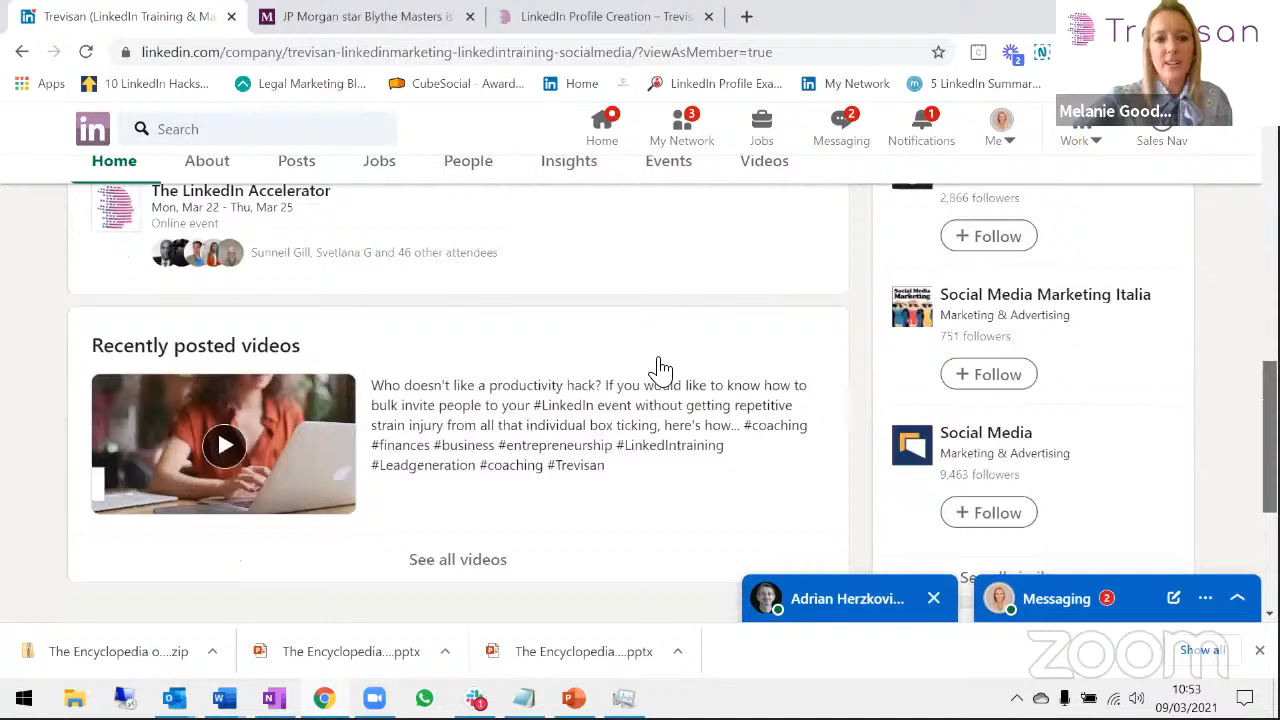 Trevisan (LinkedIn Training & Ma
JP Morgan star Blythe Masters i
LinkedIn Profile Creation - Trevis
linkedin.com/company/trevisan-linkedin-marketing-linkedintraining-socialmedia/?viewAsMember=true
Apps
10 LinkedIn Hacks...
Legal Marketing Bl...
CubeSocial Award...
Home
LinkedIn Profile Exa...
My Network
5 LinkedIn Summar...
Trevisan
Melanie Good...
in
Search
Home
3
My Network
Jobs
2
Messaging
1
Notifications
Me
Work
Sales Nav
Home
About
Posts
Jobs
People
Insights
Events
Videos
The LinkedIn Accelerator
Mon, Mar 22 - Thu, Mar 25
Online event
Sunneil Gill, Svetlana G and 46 other attendees
Recently posted videos
Who doesn't like a productivity hack? If you would like to know how to
bulk invite people to your #LinkedIn event without getting repetitive
strain injury from all that individual box ticking, here's how... #coaching
#finances #business #entrepreneurship #LinkedIntraining
#Leadgeneration #coaching #Trevisan
See all videos
2,866 followers
+ Follow
Social Media Marketing Italia
Marketing & Advertising
751 followers
+ Follow
Social Media
Marketing & Advertising
9,463 followers
+ Follow
Adrian Herzkovi...
Messaging
2
The Encyclopedia o....zip
The Encyclopedia....pptx
The Encyclopedia....pptx
Show all
zoom
10:53
09/03/2021